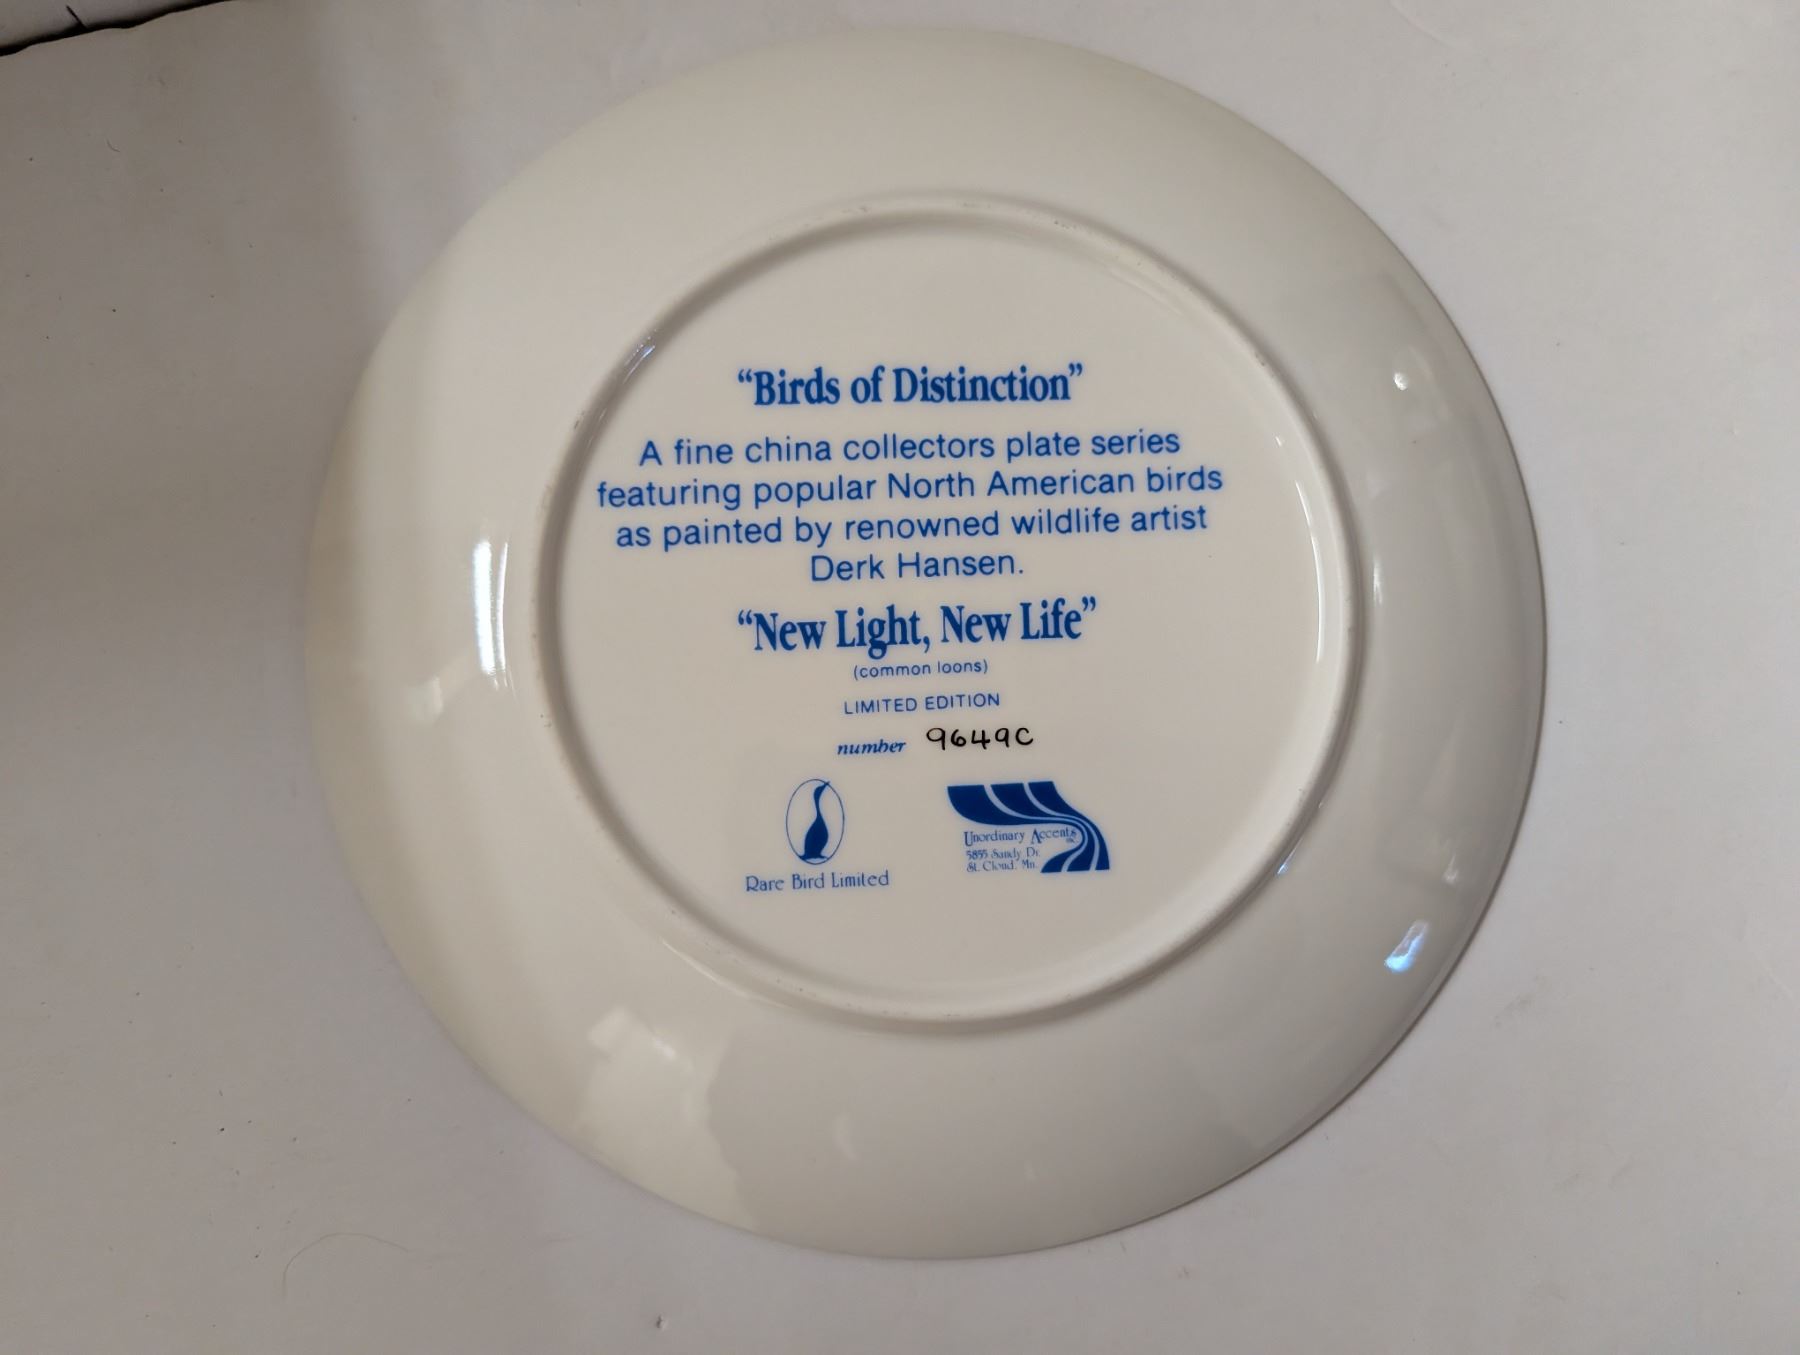 “Birds of Distinction”
A fine china collectors plate series
featuring popular North American birds
as painted by renowned wildlife artist
Derk Hansen.
“New Light, New Life”
(common loons)
LIMITED EDITION
number 9649C
Rare Bird Limited
Unordinary Accents
INC.
5855 Sandy Dr.
St. Cloud, Mn.